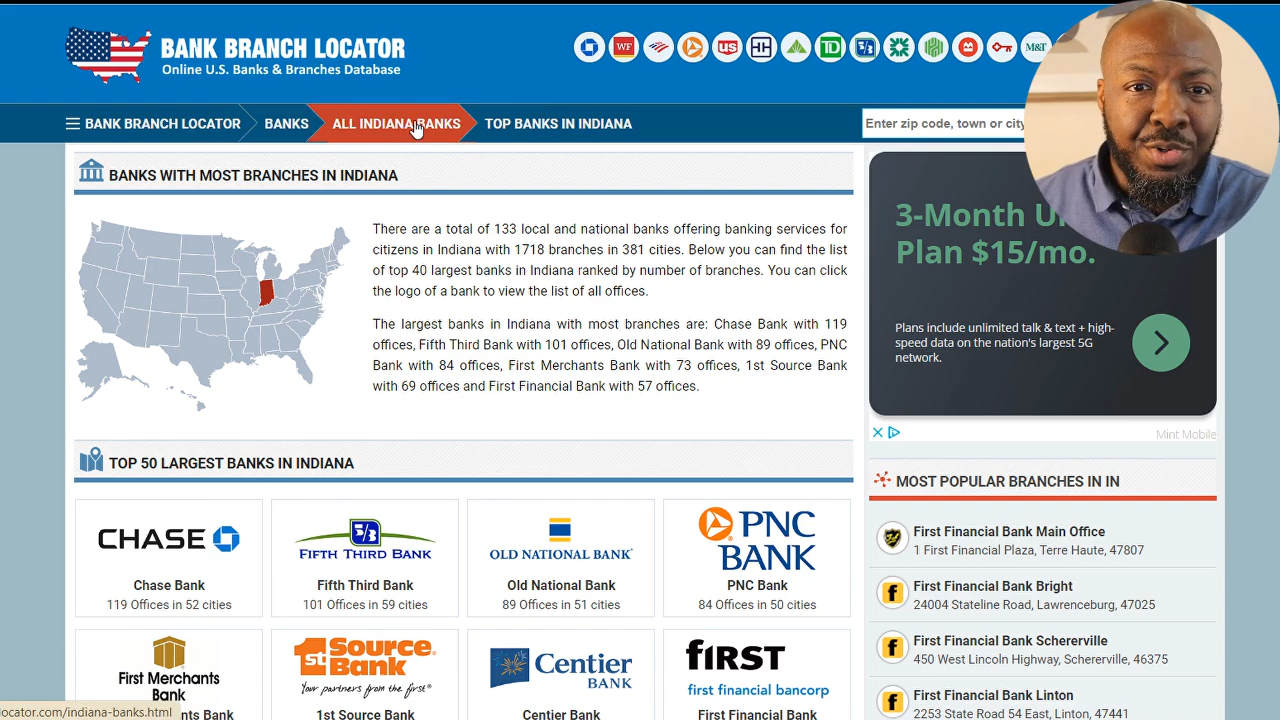 BANK BRANCH LOCATOR
Online U.S. Banks & Branches Database
WF
US
H
TD
5/3
M&T
BANK BRANCH LOCATOR
BANKS
ALL INDIANA BANKS
TOP BANKS IN INDIANA
Enter zip code, town or city
BANKS WITH MOST BRANCHES IN INDIANA
There are a total of 133 local and national banks offering banking services for
citizens in Indiana with 1718 branches in 381 cities. Below you can find the list
of top 40 largest banks in Indiana ranked by number of branches. You can click
the logo of a bank to view the list of all offices.
The largest banks in Indiana with most branches are: Chase Bank with 119
offices, Fifth Third Bank with 101 offices, Old National Bank with 89 offices, PNC
Bank with 84 offices, First Merchants Bank with 73 offices, 1st Source Bank
with 69 offices and First Financial Bank with 57 offices.
TOP 50 LARGEST BANKS IN INDIANA
CHASE
Chase Bank
119 Offices in 52 cities
5/3
FIFTH THIRD BANK
Fifth Third Bank
101 Offices in 59 cities
OLD NATIONAL BANK
Old National Bank
89 Offices in 51 cities
PNC
BANK
PNC Bank
84 Offices in 50 cities
First Merchants
Bank
nts Bank
1st Source
Bank
Your partners from the first
1st Source Bank
Centier
BANK
Centier Bank
first
first financial bancorp
First Financial Bank
locator.com/indiana-banks.html
3-Month U
Plan $15/mo.
Plans include unlimited talk & text + high-
speed data on the nation's largest 5G
network.
Mint Mobile
MOST POPULAR BRANCHES IN IN
First Financial Bank Main Office
1 First Financial Plaza, Terre Haute, 47807
f
First Financial Bank Bright
24004 Stateline Road, Lawrenceburg, 47025
f
First Financial Bank Schererville
450 West Lincoln Highway, Schererville, 46375
f
First Financial Bank Linton
2253 State Road 54 East, Linton, 47441